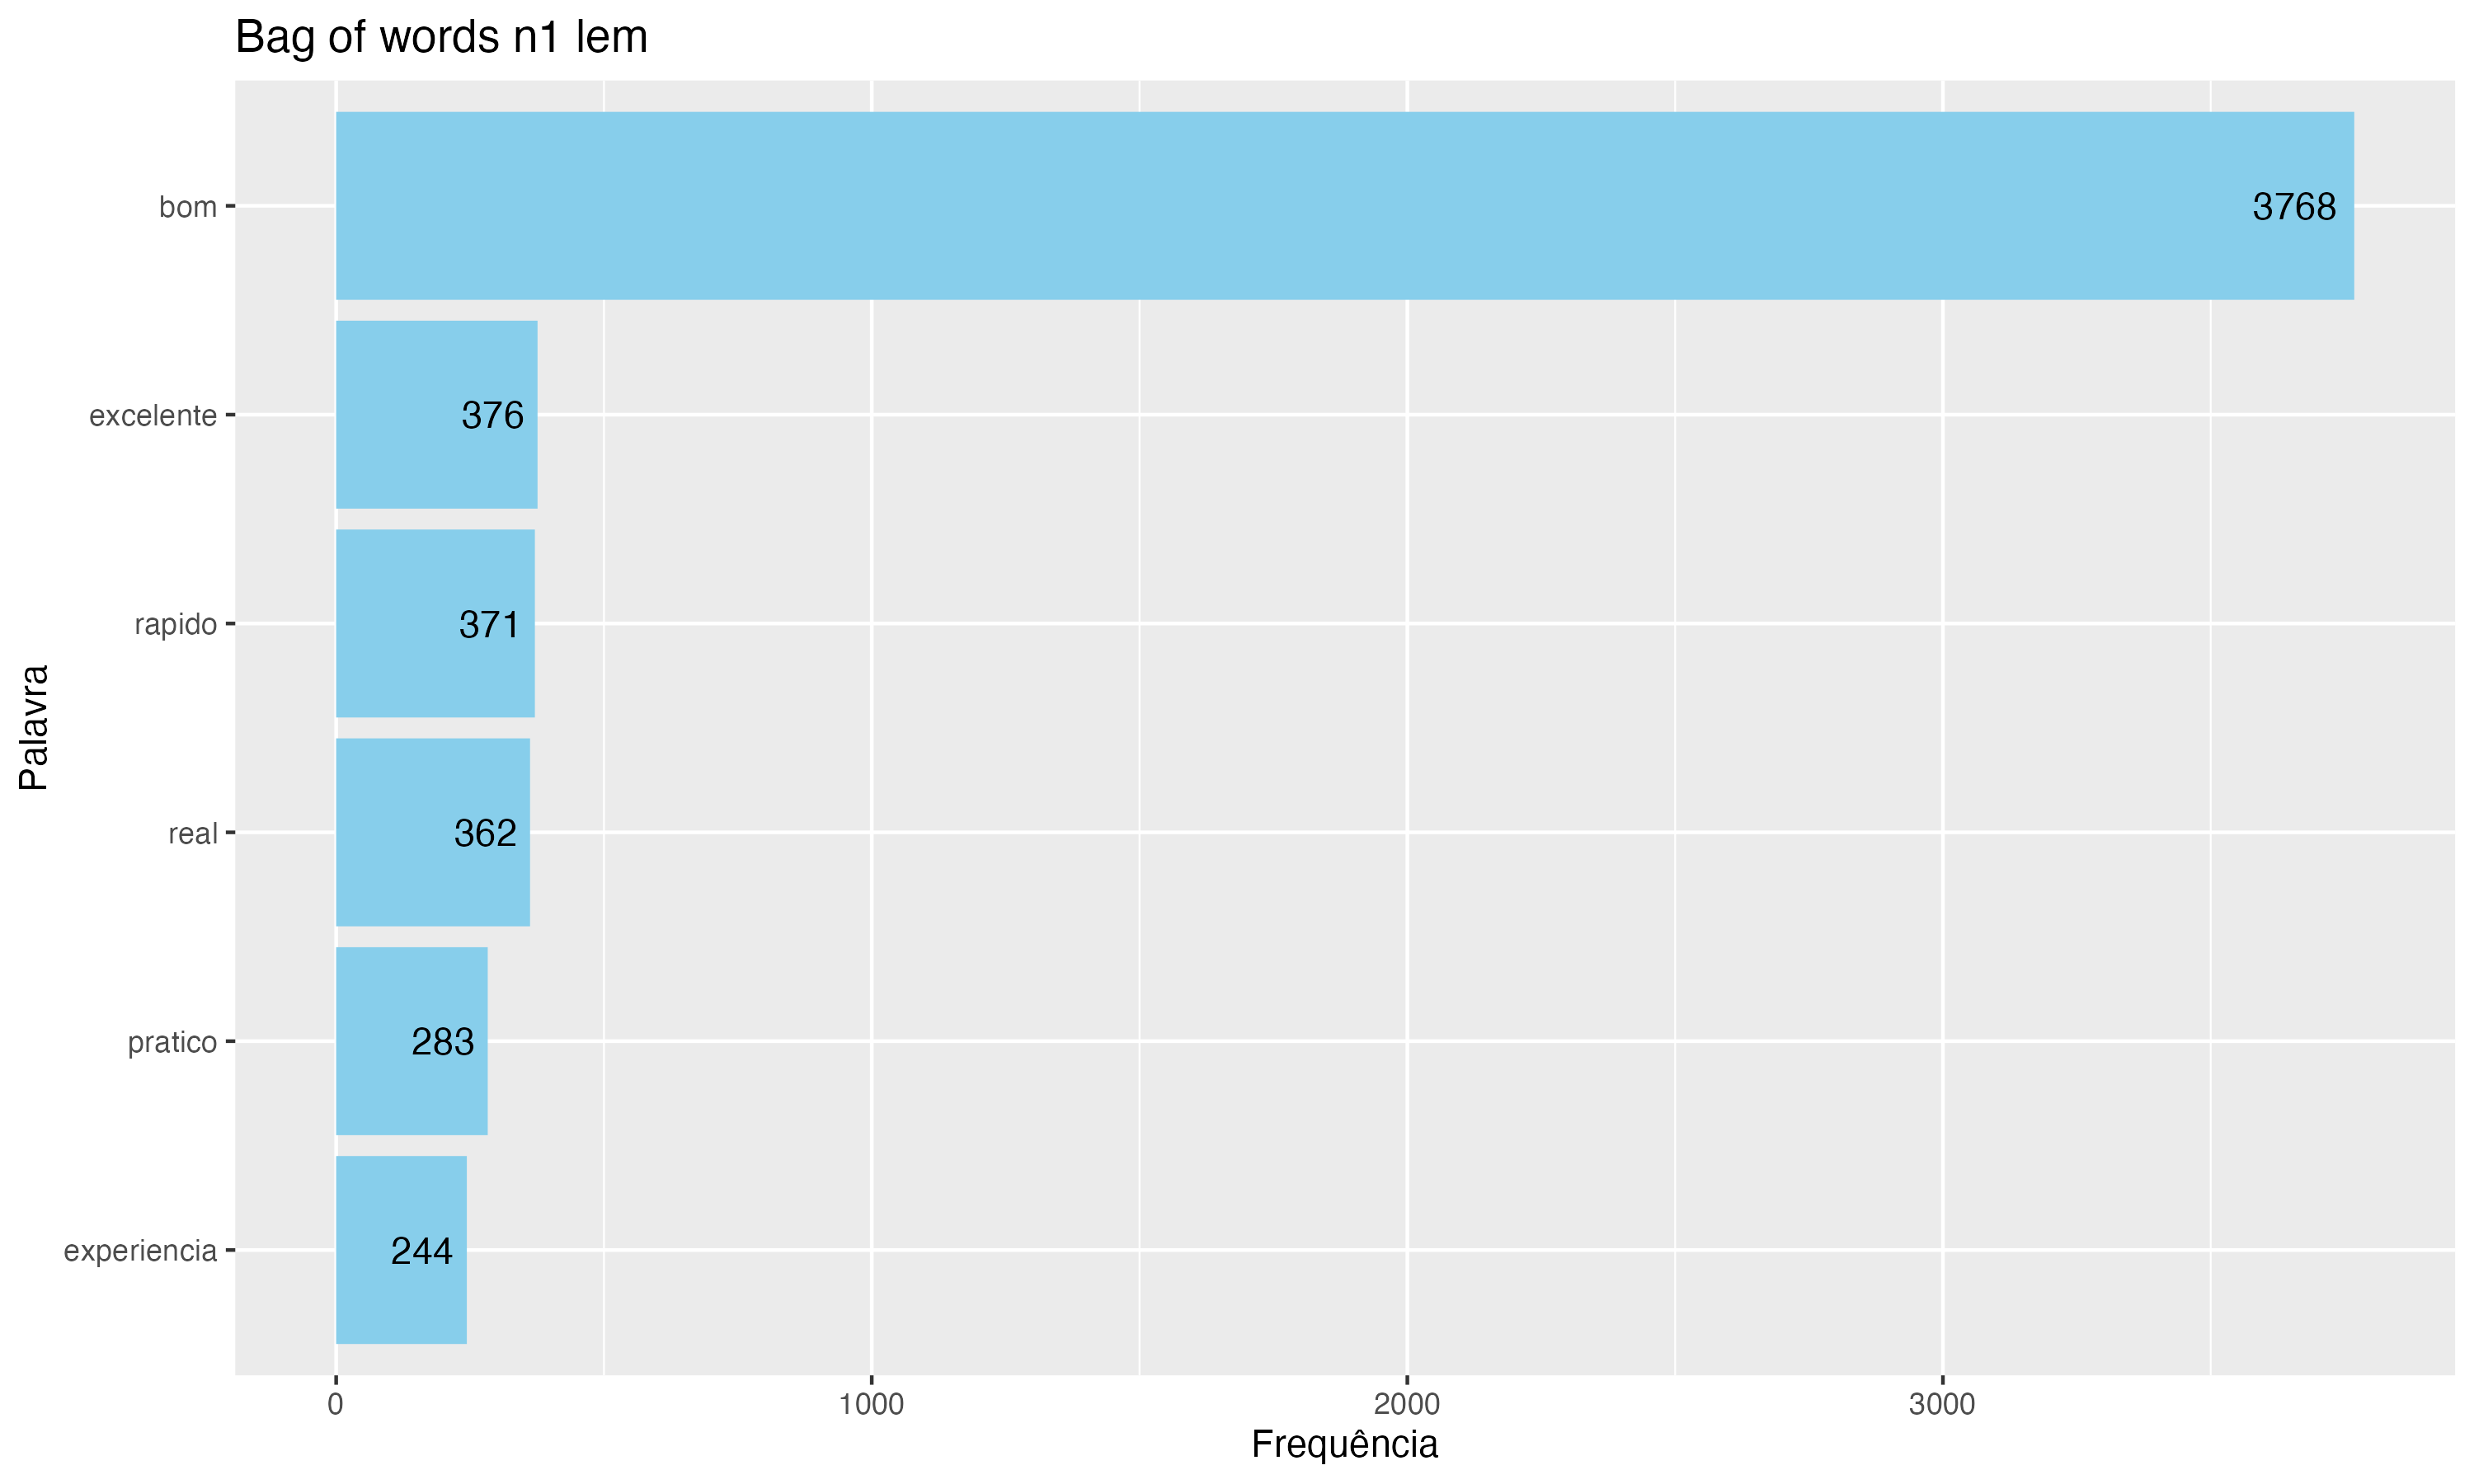 Bag of words n1 lem
Palavra
bom 3768
excelente 376
rapido 371
real 362
pratico 283
experiencia 244
0 1000 2000 3000
Frequência